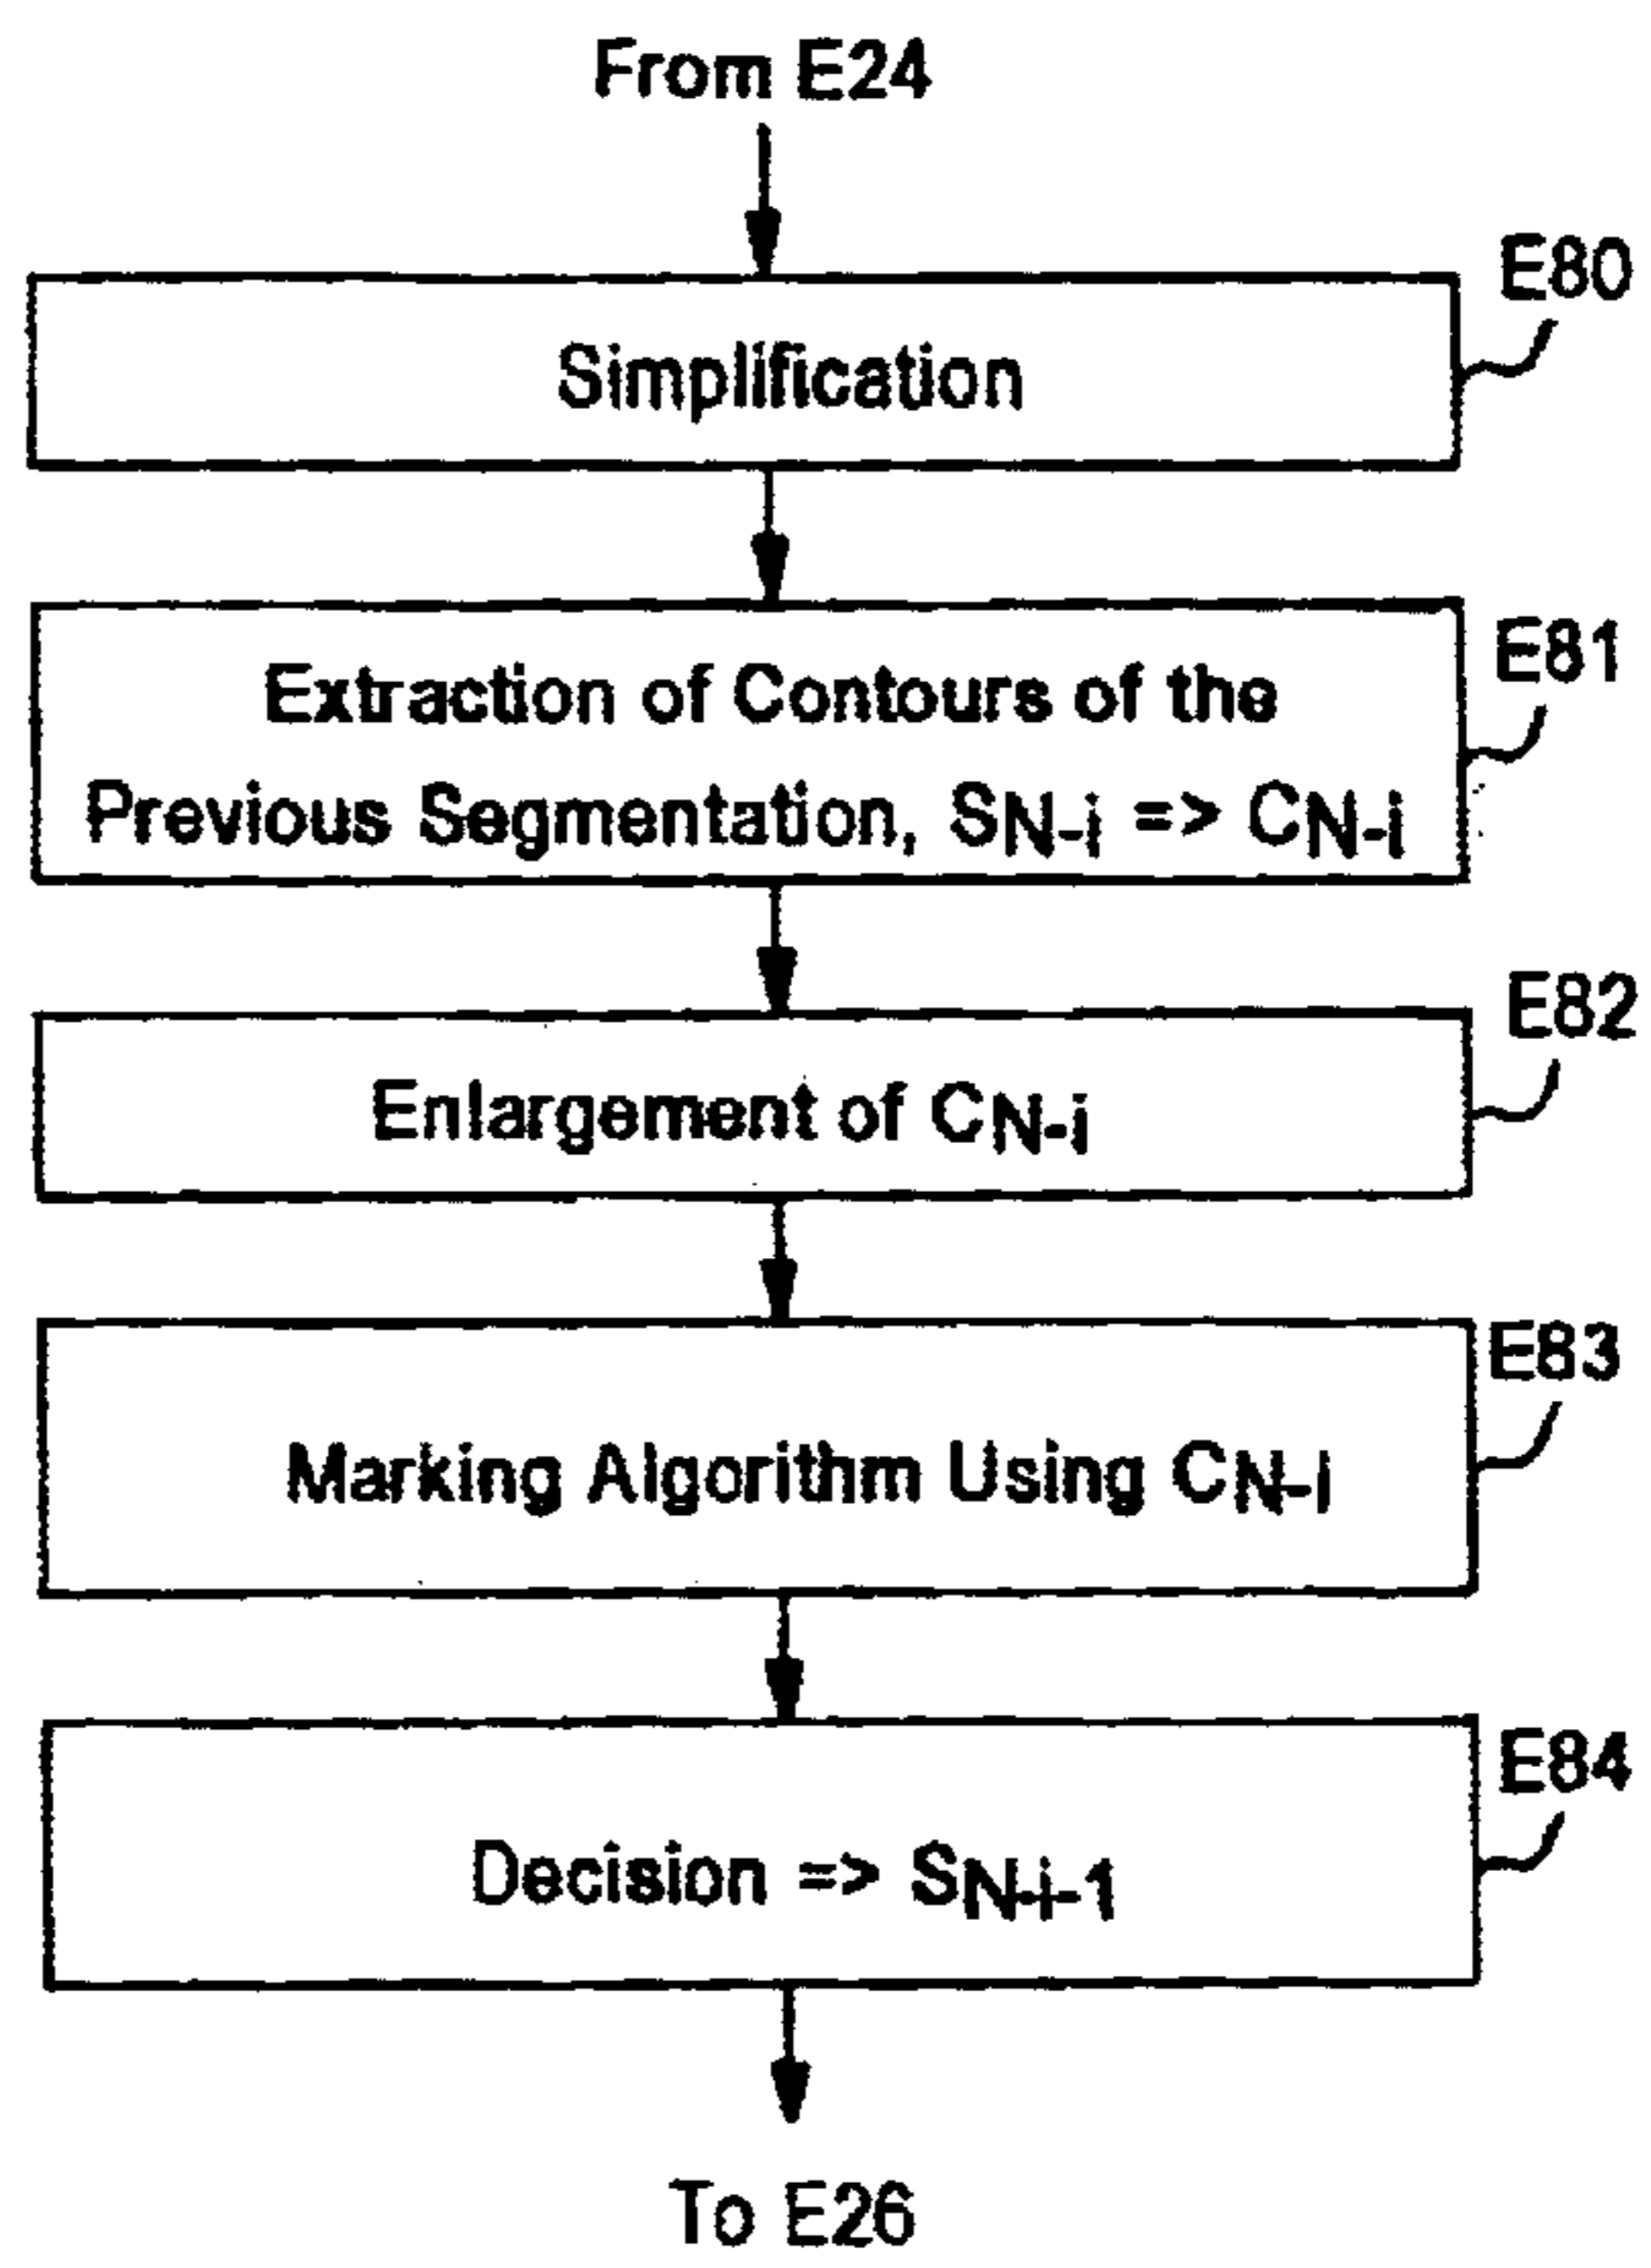 From E24
E80
Simplification
E81
Extraction of Contours of the
Previous Segmentation, SN-i => CN-i
E82
Enlargement of CN-i
E83
Marking Algorithm Using CN-i
E84
Decision => SN-i-1
To E26